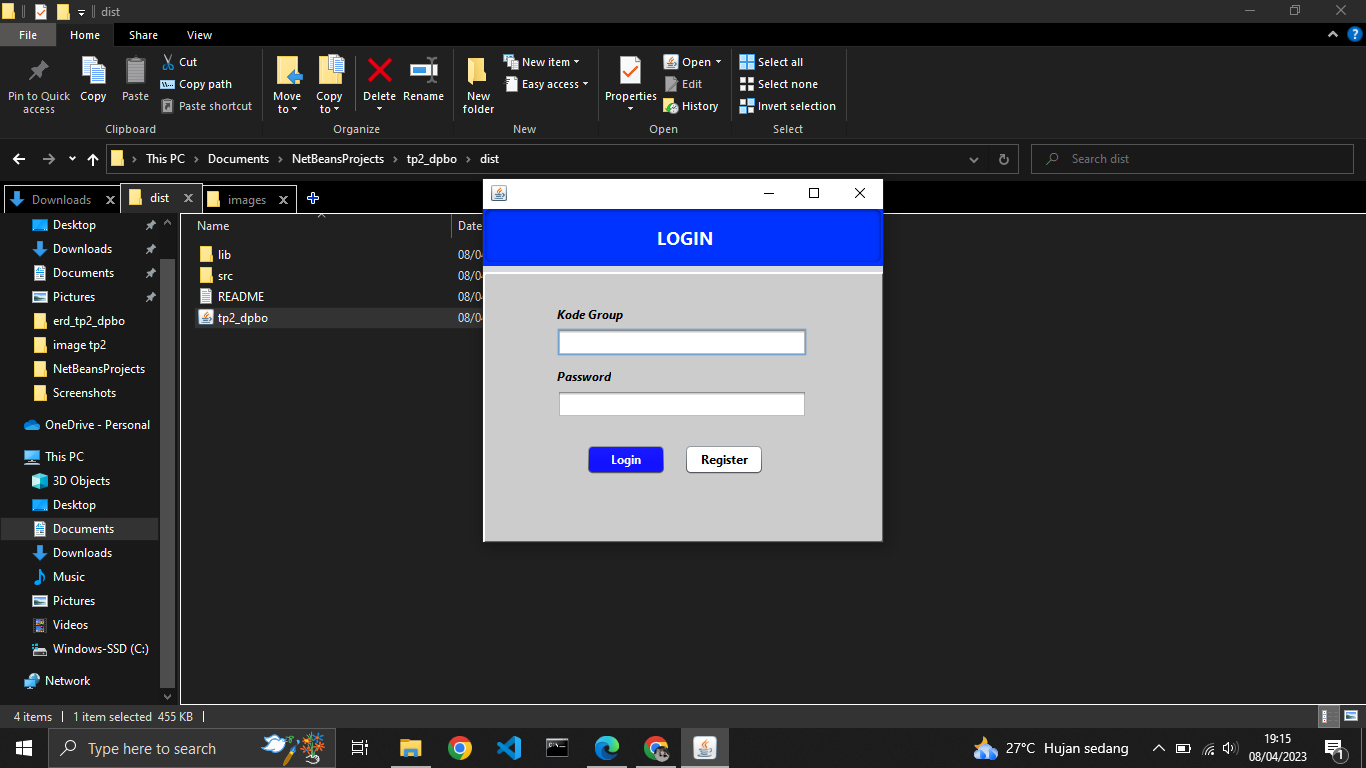 dist
File Home Share View
Pin to Quick access
Copy
Paste
Cut
Copy path
Paste shortcut
Clipboard
Move to
Copy to
Delete
Rename
Organize
New folder
New item
Easy access
New
Properties
Open
Edit
History
Open
Select all
Select none
Invert selection
Select
This PC > Documents > NetBeansProjects > tp2_dpbo > dist
Search dist
Downloads
dist
images
Desktop
Downloads
Documents
Pictures
erd_tp2_dpbo
image tp2
NetBeansProjects
Screenshots
OneDrive - Personal
This PC
3D Objects
Desktop
Documents
Downloads
Music
Pictures
Videos
Windows-SSD (C:)
Network
Name Date
lib 08/04
src 08/04
README 08/04
tp2_dpbo 08/04
LOGIN
Kode Group
Password
Login Register
4 items 1 item selected 455 KB
Type here to search
27°C Hujan sedang
19:15
08/04/2023
1